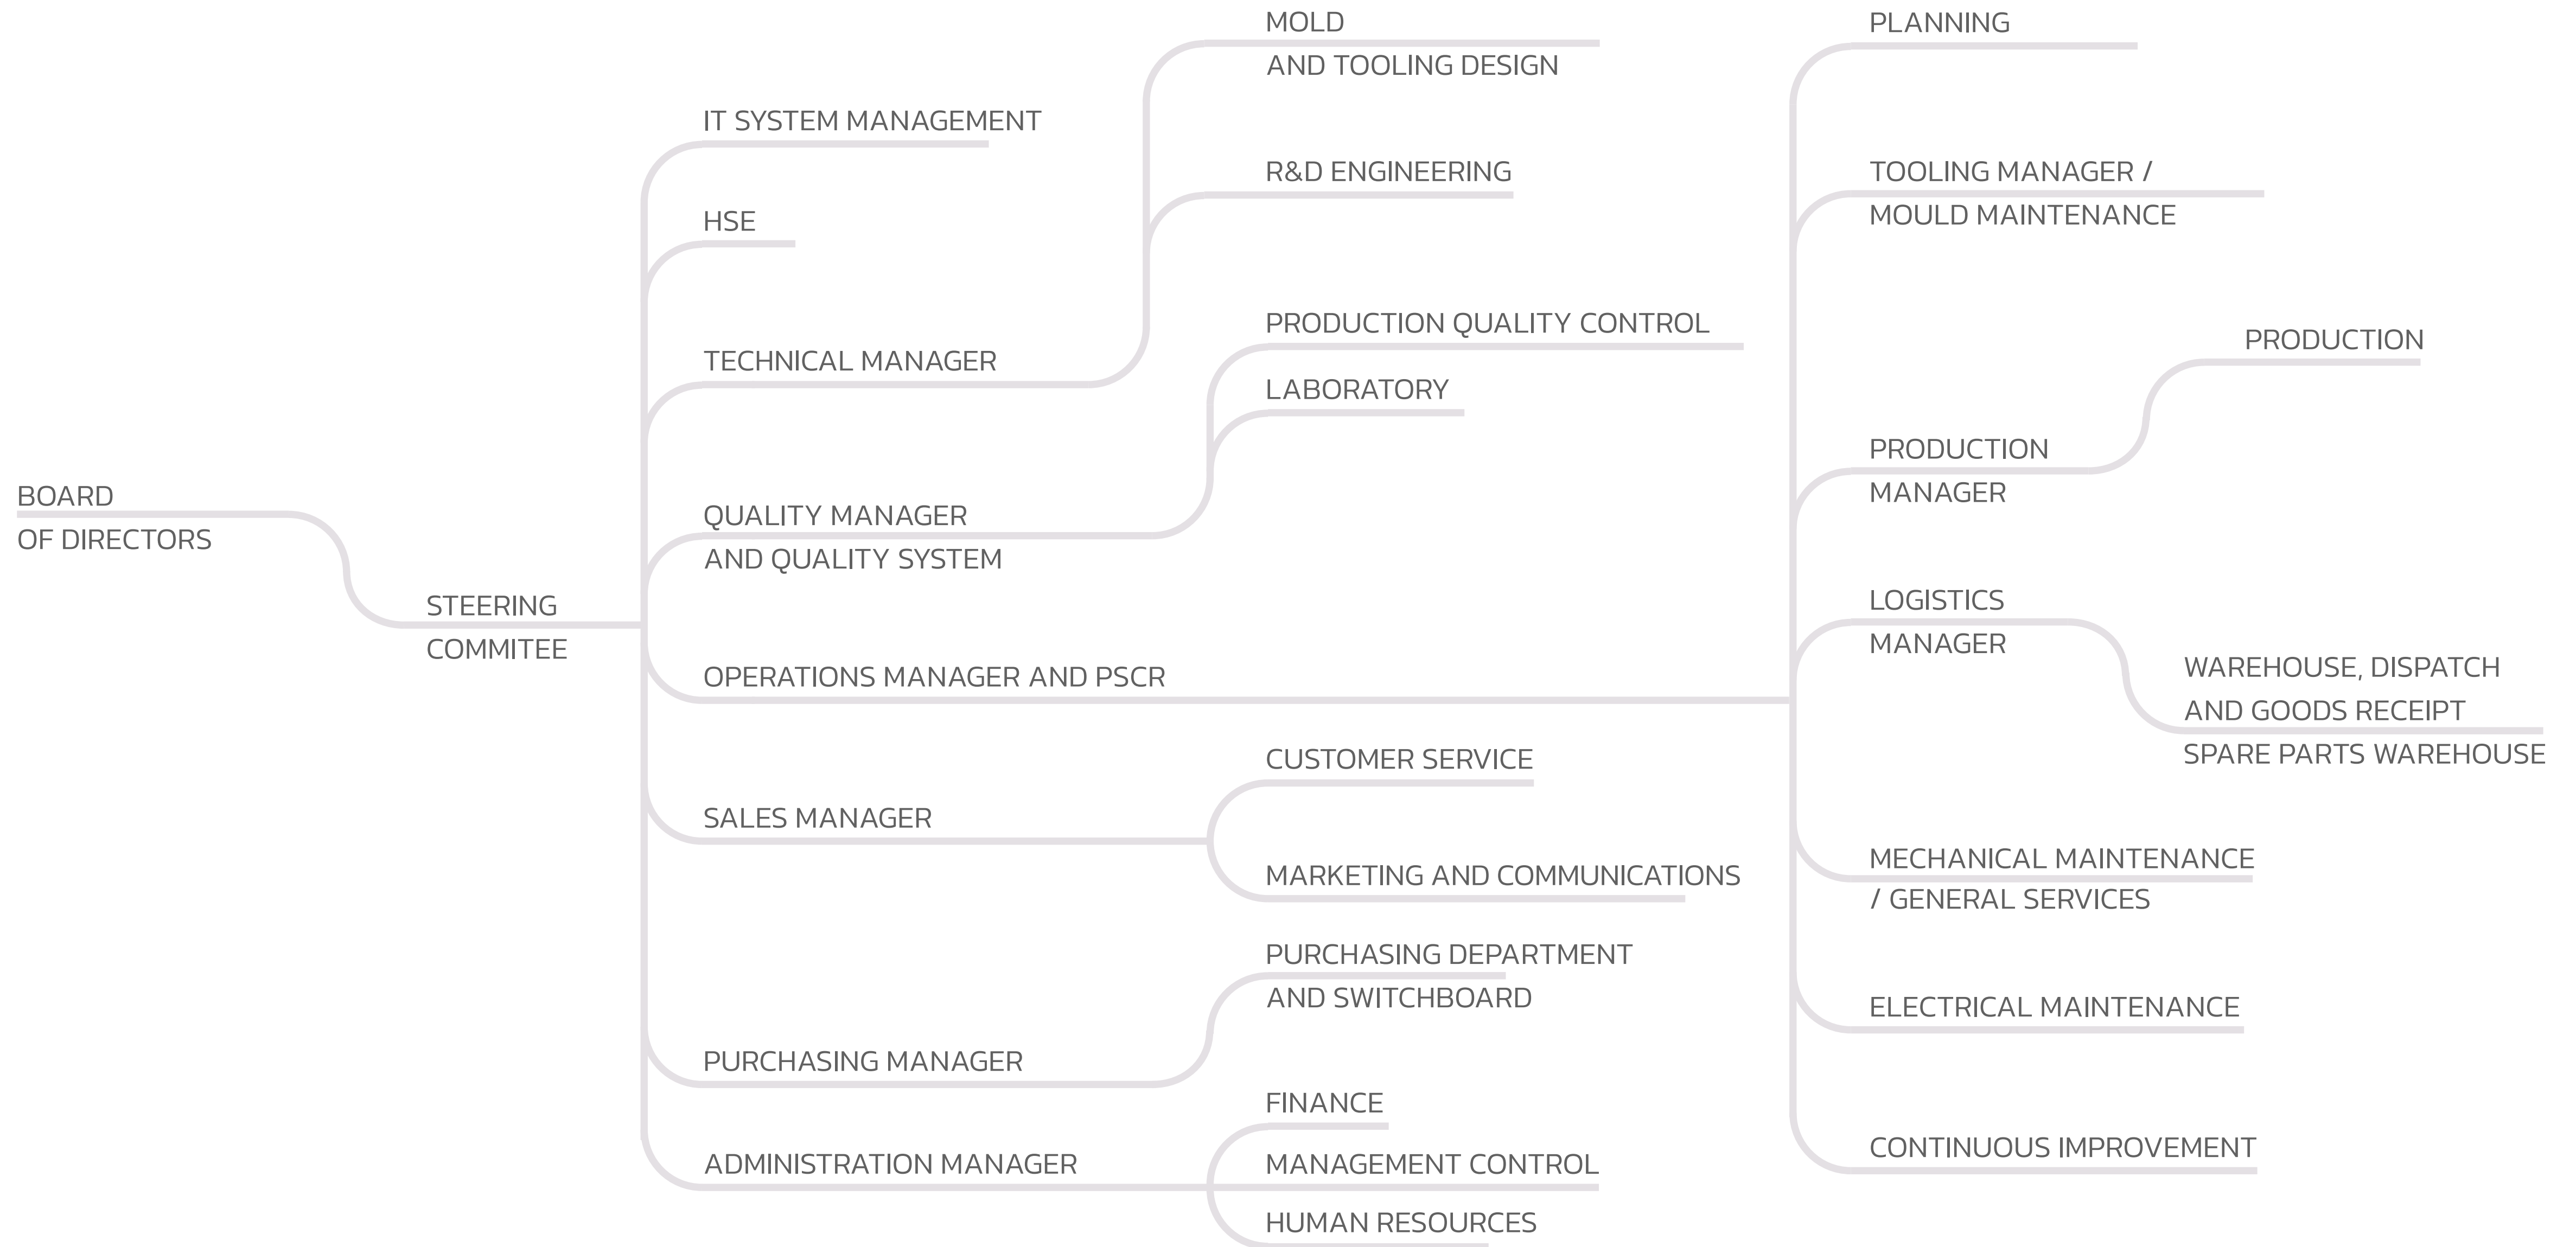 BOARD
OF DIRECTORS
STEERING
COMMITEE
IT SYSTEM MANAGEMENT
HSE
TECHNICAL MANAGER
QUALITY MANAGER
AND QUALITY SYSTEM
OPERATIONS MANAGER AND PSCR
SALES MANAGER
PURCHASING MANAGER
ADMINISTRATION MANAGER
MOLD
AND TOOLING DESIGN
R&D ENGINEERING
PRODUCTION QUALITY CONTROL
LABORATORY
CUSTOMER SERVICE
MARKETING AND COMMUNICATIONS
PURCHASING DEPARTMENT
AND SWITCHBOARD
FINANCE
MANAGEMENT CONTROL
HUMAN RESOURCES
PLANNING
TOOLING MANAGER /
MOULD MAINTENANCE
PRODUCTION
MANAGER
PRODUCTION
LOGISTICS
MANAGER
WAREHOUSE, DISPATCH
AND GOODS RECEIPT
SPARE PARTS WAREHOUSE
MECHANICAL MAINTENANCE
/ GENERAL SERVICES
ELECTRICAL MAINTENANCE
CONTINUOUS IMPROVEMENT